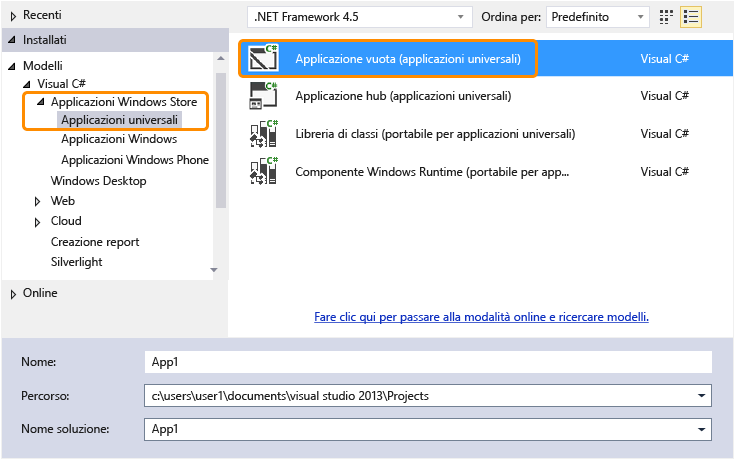 Recenti
.NET Framework 4.5
Ordina per:
Predefinito
Installati
Modelli
Visual C#
Applicazioni Windows Store
Applicazioni universali
Applicazioni Windows
Applicazioni Windows Phone
Windows Desktop
Web
Cloud
Creazione report
Silverlight
Online
C#
Applicazione vuota (applicazioni universali)
Visual C#
C#
Applicazione hub (applicazioni universali)
Visual C#
C#
Libreria di classi (portabile per applicazioni universali)
Visual C#
C#
Componente Windows Runtime (portabile per app...
Visual C#
Fare clic qui per passare alla modalità online e ricercare modelli.
Nome:
App1
Percorso:
c:\users\user1\documents\visual studio 2013\Projects
Nome soluzione:
App1